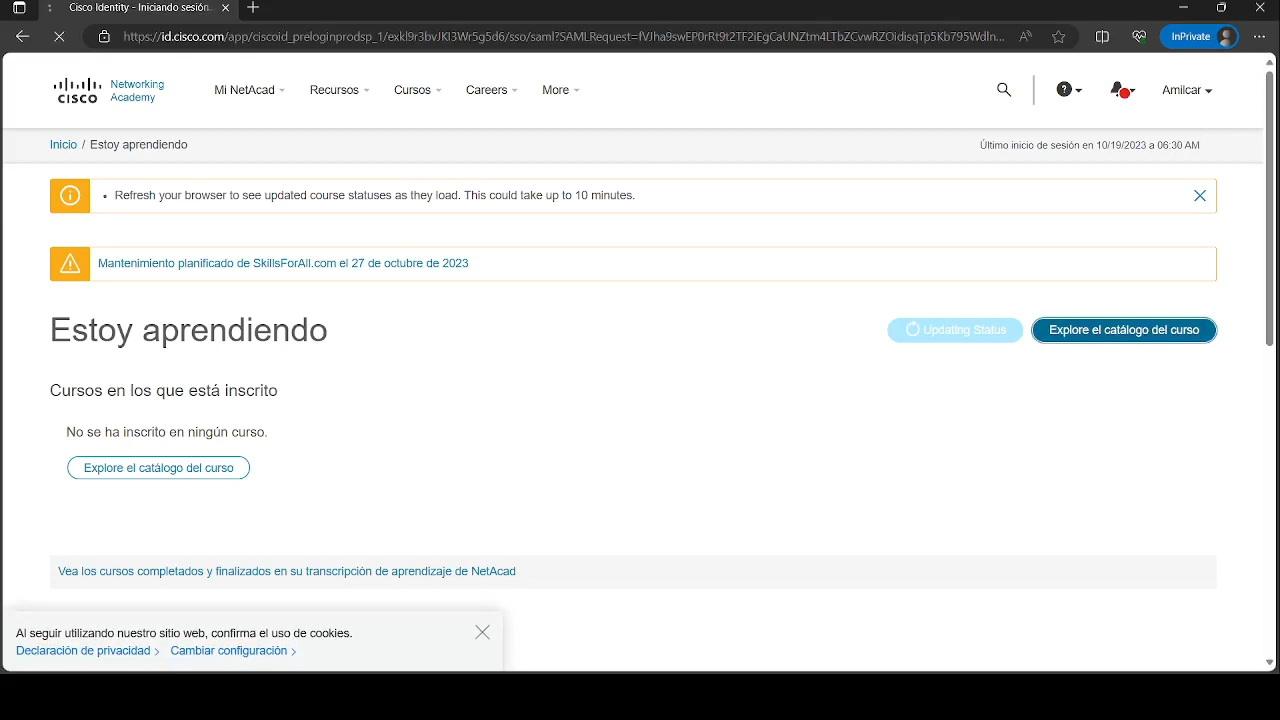 Cisco Identity - Iniciando sesión
https://id.cisco.com/app/ciscoid_preloginprodsp_1/exkl9r3bvJKl3Wr5g5d6/sso/saml?SAMLRequest=fVJha9swEP0rRt9t2TF2iEgCaUNZtm4LTbZCvwRZOldisqTp5Kb795Wdln...
InPrivate
CISCO
Networking
Academy
Mi NetAcad
Recursos
Cursos
Careers
More
Amilcar
Inicio / Estoy aprendiendo
Último inicio de sesión en 10/19/2023 a 06:30 AM
• Refresh your browser to see updated course statuses as they load. This could take up to 10 minutes.
Mantenimiento planificado de SkillsForAll.com el 27 de octubre de 2023
Estoy aprendiendo
Updating Status
Explore el catálogo del curso
Cursos en los que está inscrito
No se ha inscrito en ningún curso.
Explore el catálogo del curso
Vea los cursos completados y finalizados en su transcripción de aprendizaje de NetAcad
Al seguir utilizando nuestro sitio web, confirma el uso de cookies.
Declaración de privacidad >
Cambiar configuración >